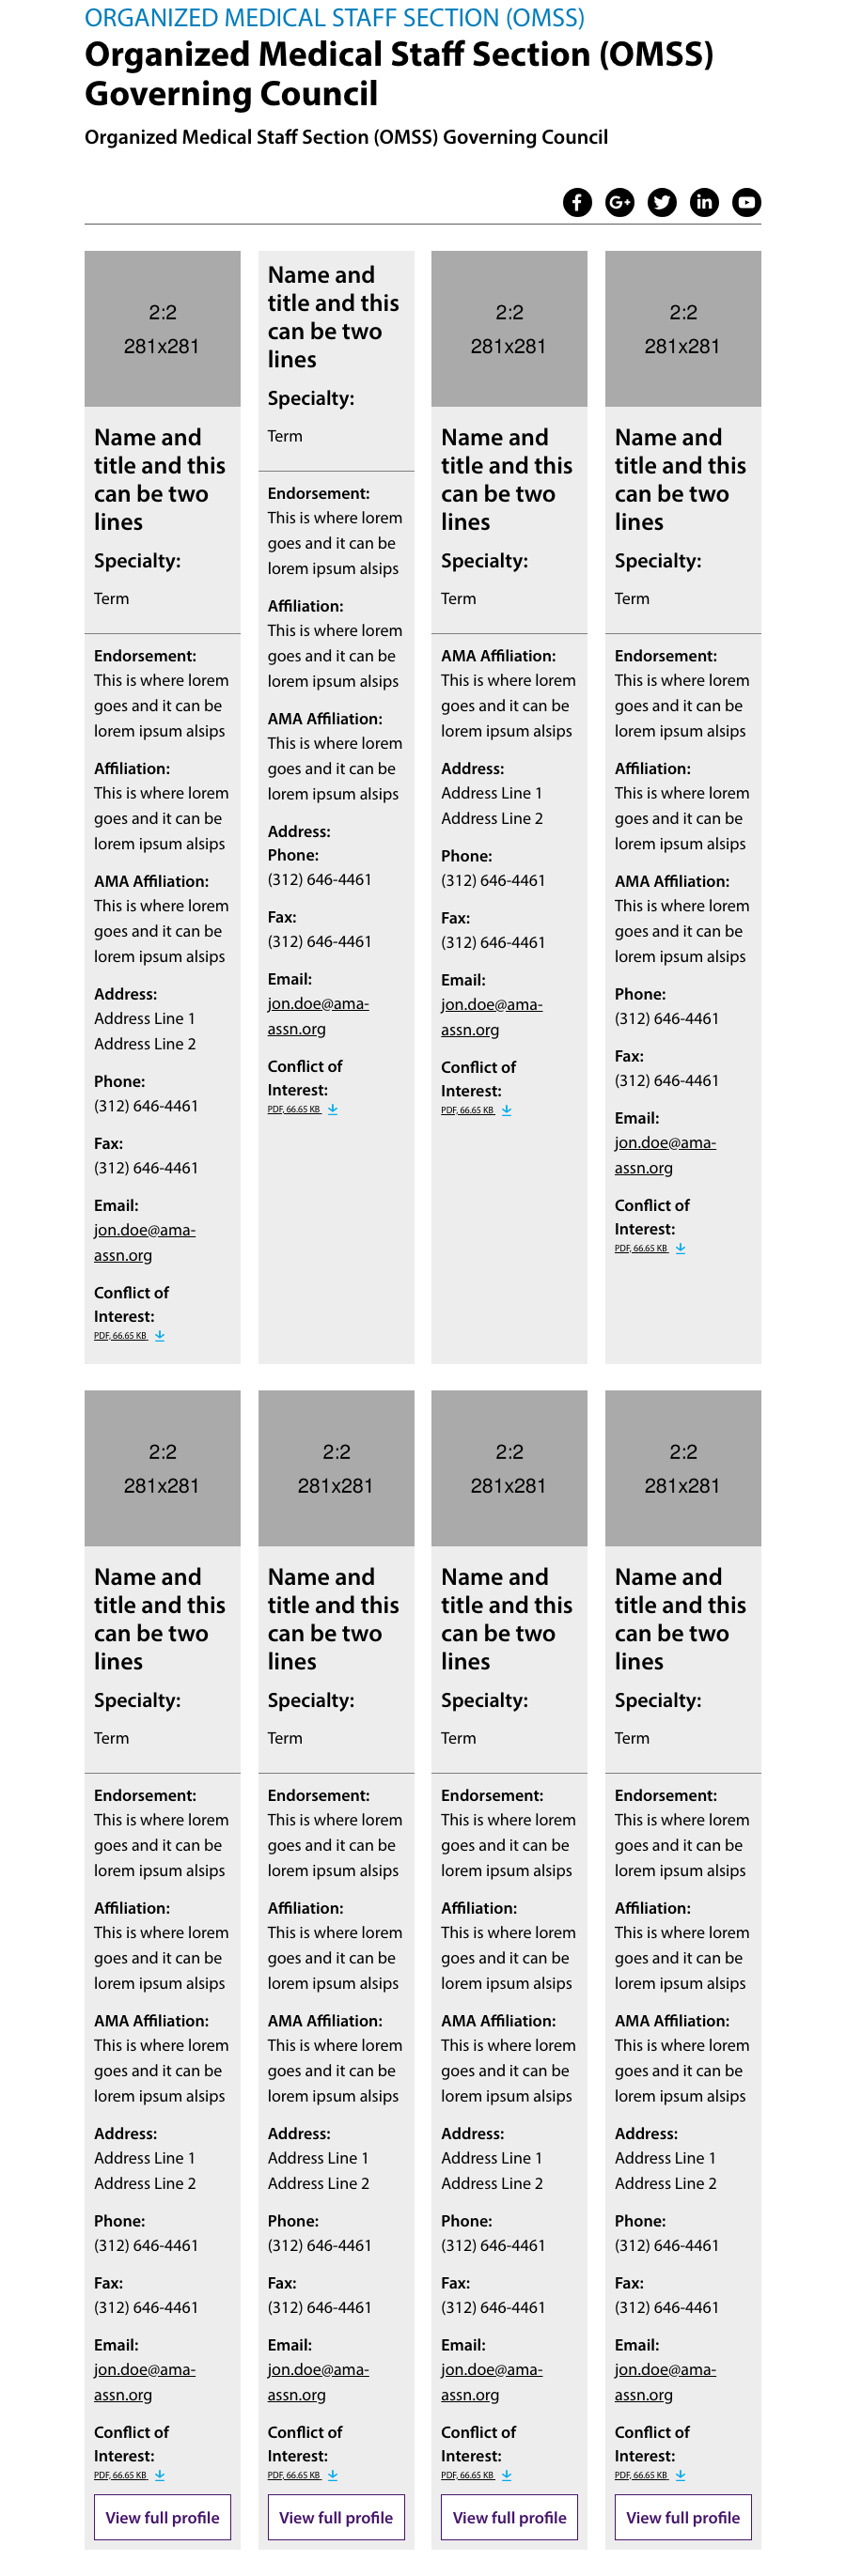 ORGANIZED MEDICAL STAFF SECTION (OMSS)
Organized Medical Staff Section (OMSS)
Governing Council
Organized Medical Staff Section (OMSS) Governing Council
2:2
281x281
Name and
title and this
can be two
lines
Specialty:
Term
Endorsement:
This is where lorem
goes and it can be
lorem ipsum alsips
Affiliation:
This is where lorem
goes and it can be
lorem ipsum alsips
AMA Affiliation:
This is where lorem
goes and it can be
lorem ipsum alsips
Address:
Address Line 1
Address Line 2
Phone:
(312) 646-4461
Fax:
(312) 646-4461
Email:
jon.doe@ama-
assn.org
Conflict of
Interest:
PDF, 66.65 KB
Name and
title and this
can be two
lines
Specialty:
Term
Endorsement:
This is where lorem
goes and it can be
lorem ipsum alsips
Affiliation:
This is where lorem
goes and it can be
lorem ipsum alsips
AMA Affiliation:
This is where lorem
goes and it can be
lorem ipsum alsips
Address:
Phone:
(312) 646-4461
Fax:
(312) 646-4461
Email:
jon.doe@ama-
assn.org
Conflict of
Interest:
PDF, 66.65 KB
2:2
281x281
Name and
title and this
can be two
lines
Specialty:
Term
AMA Affiliation:
This is where lorem
goes and it can be
lorem ipsum alsips
Address:
Address Line 1
Address Line 2
Phone:
(312) 646-4461
Fax:
(312) 646-4461
Email:
jon.doe@ama-
assn.org
Conflict of
Interest:
PDF, 66.65 KB
2:2
281x281
Name and
title and this
can be two
lines
Specialty:
Term
Endorsement:
This is where lorem
goes and it can be
lorem ipsum alsips
Affiliation:
This is where lorem
goes and it can be
lorem ipsum alsips
AMA Affiliation:
This is where lorem
goes and it can be
lorem ipsum alsips
Phone:
(312) 646-4461
Fax:
(312) 646-4461
Email:
jon.doe@ama-
assn.org
Conflict of
Interest:
PDF, 66.65 KB
2:2
281x281
Name and
title and this
can be two
lines
Specialty:
Term
Endorsement:
This is where lorem
goes and it can be
lorem ipsum alsips
Affiliation:
This is where lorem
goes and it can be
lorem ipsum alsips
AMA Affiliation:
This is where lorem
goes and it can be
lorem ipsum alsips
Address:
Address Line 1
Address Line 2
Phone:
(312) 646-4461
Fax:
(312) 646-4461
Email:
jon.doe@ama-
assn.org
Conflict of
Interest:
PDF, 66.65 KB
View full profile
2:2
281x281
Name and
title and this
can be two
lines
Specialty:
Term
Endorsement:
This is where lorem
goes and it can be
lorem ipsum alsips
Affiliation:
This is where lorem
goes and it can be
lorem ipsum alsips
AMA Affiliation:
This is where lorem
goes and it can be
lorem ipsum alsips
Address:
Address Line 1
Address Line 2
Phone:
(312) 646-4461
Fax:
(312) 646-4461
Email:
jon.doe@ama-
assn.org
Conflict of
Interest:
PDF, 66.65 KB
View full profile
2:2
281x281
Name and
title and this
can be two
lines
Specialty:
Term
Endorsement:
This is where lorem
goes and it can be
lorem ipsum alsips
Affiliation:
This is where lorem
goes and it can be
lorem ipsum alsips
AMA Affiliation:
This is where lorem
goes and it can be
lorem ipsum alsips
Address:
Address Line 1
Address Line 2
Phone:
(312) 646-4461
Fax:
(312) 646-4461
Email:
jon.doe@ama-
assn.org
Conflict of
Interest:
PDF, 66.65 KB
View full profile
2:2
281x281
Name and
title and this
can be two
lines
Specialty:
Term
Endorsement:
This is where lorem
goes and it can be
lorem ipsum alsips
Affiliation:
This is where lorem
goes and it can be
lorem ipsum alsips
AMA Affiliation:
This is where lorem
goes and it can be
lorem ipsum alsips
Address:
Address Line 1
Address Line 2
Phone:
(312) 646-4461
Fax:
(312) 646-4461
Email:
jon.doe@ama-
assn.org
Conflict of
Interest:
PDF, 66.65 KB
View full profile